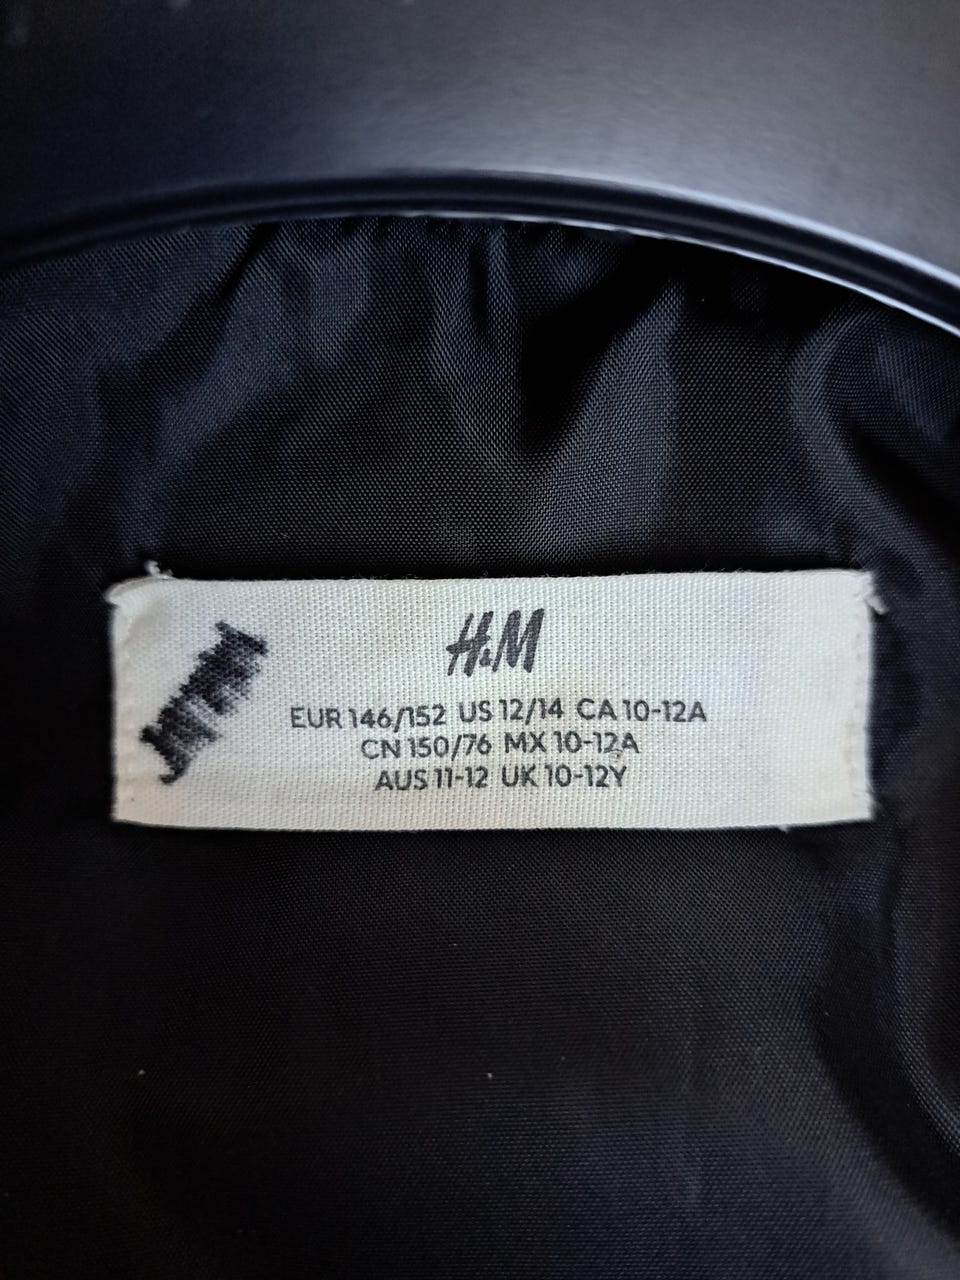 H&M
EUR 146/152 US 12/14 CA 10-12A
CN 150/76 MX 10-12A
AUS 11-12 UK 10-12Y